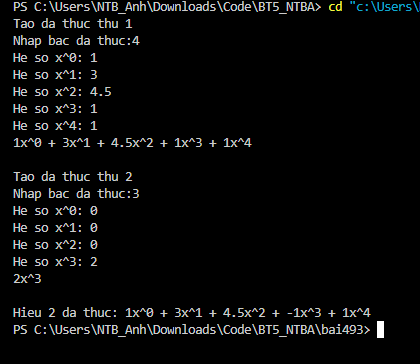 PS C:\Users\NTB_Anh\Downloads\Code\BT5_NTBA> cd "c:\Users\
Tao da thuc thu 1
Nhap bac da thuc:4
He so x^0: 1
He so x^1: 3
He so x^2: 4.5
He so x^3: 1
He so x^4: 1
1x^0 + 3x^1 + 4.5x^2 + 1x^3 + 1x^4
Tao da thuc thu 2
Nhap bac da thuc:3
He so x^0: 0
He so x^1: 0
He so x^2: 0
He so x^3: 2
2x^3
Hieu 2 da thuc: 1x^0 + 3x^1 + 4.5x^2 + -1x^3 + 1x^4
PS C:\Users\NTB_Anh\Downloads\Code\BT5_NTBA\bai493>